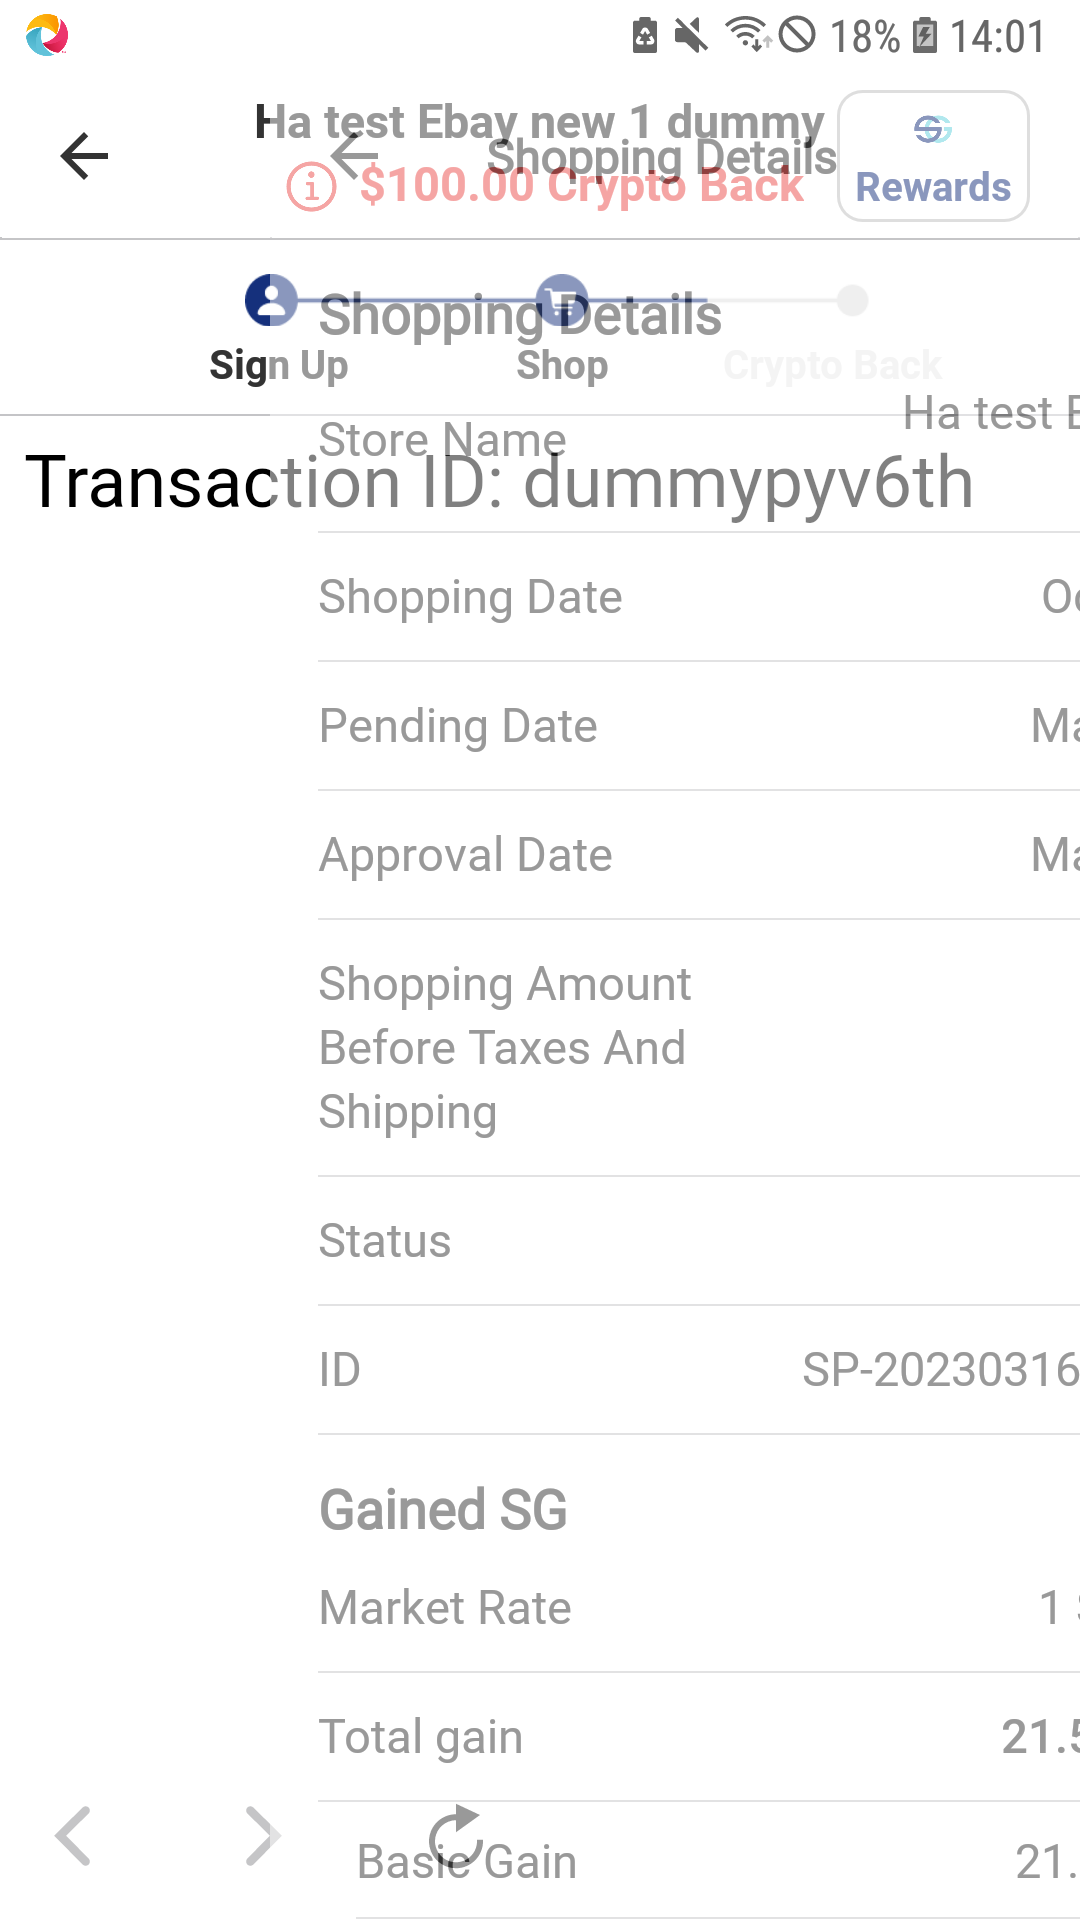 18% 14:01
Ha test Ebay new 1 dummy
Shopping Details
$100.00 Crypto Back
Rewards
Shopping Details
Sign Up
Shop
Crypto Back
Ha test
Store Name
Transaction ID: dummypyv6th
Shopping Date
Pending Date
Ma
Approval Date
Ma
Shopping Amount
Before Taxes And
Shipping
Status
ID
SP-20230316
Gained SG
Market Rate
1
Total gain
21.5
Basic Gain
21.